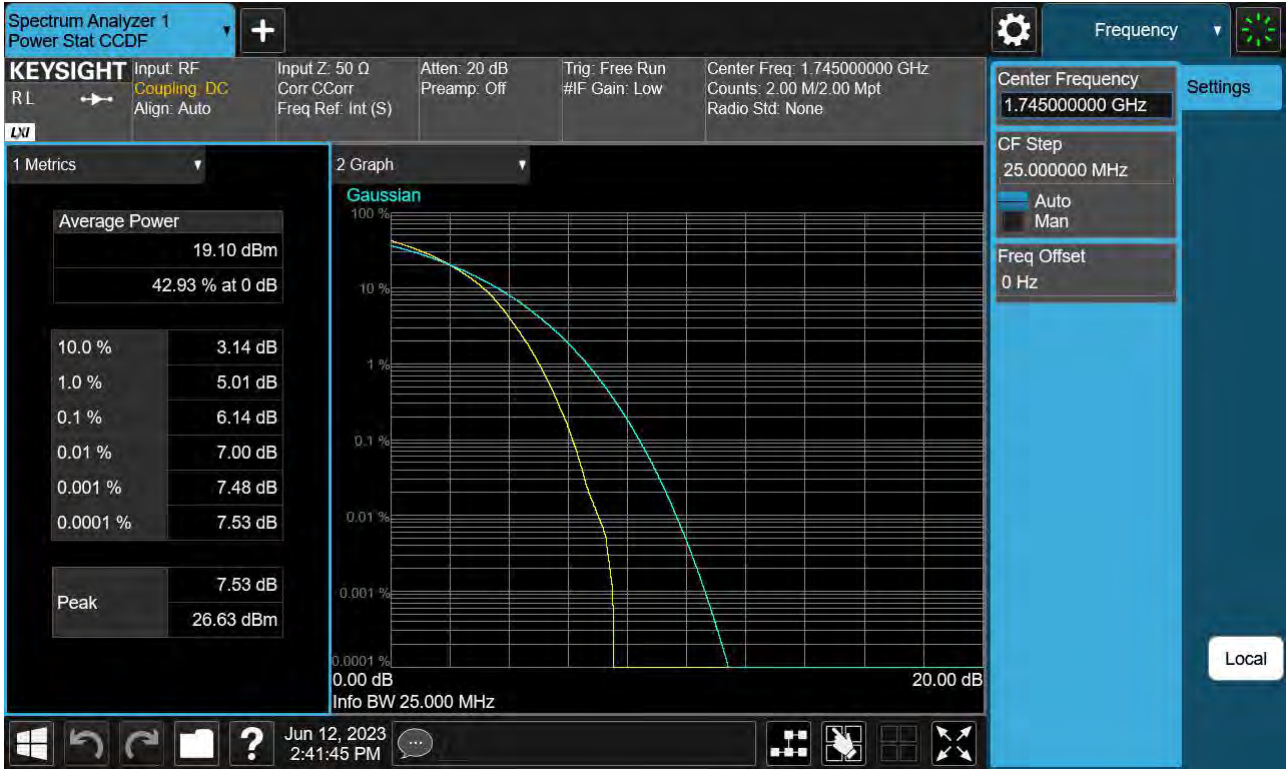 Spectrum Analyzer 1
Power Stat CCDF
Frequency
KEYSIGHT
RL
LXI
Input: RF
Coupling: DC
Align: Auto
Input Z: 50 Ω
Corr CCorr
Freq Ref: Int (S)
Atten: 20 dB
Preamp: Off
Trig: Free Run
#IF Gain: Low
Center Freq: 1.745000000 GHz
Counts: 2.00 M/2.00 Mpt
Radio Std: None
Center Frequency
1.745000000 GHz
Settings
CF Step
25.000000 MHz
Auto
Man
Freq Offset
0 Hz
Local
1 Metrics
Average Power
19.10 dBm
42.93 % at 0 dB
10.0 % 3.14 dB
1.0 % 5.01 dB
0.1 % 6.14 dB
0.01 % 7.00 dB
0.001 % 7.48 dB
0.0001 % 7.53 dB
Peak
7.53 dB
26.63 dBm
2 Graph
Gaussian
100 %
10 %
1 %
0.1 %
0.01 %
0.001 %
0.0001 %
0.00 dB 20.00 dB
Info BW 25.000 MHz
?
Jun 12, 2023
2:41:45 PM